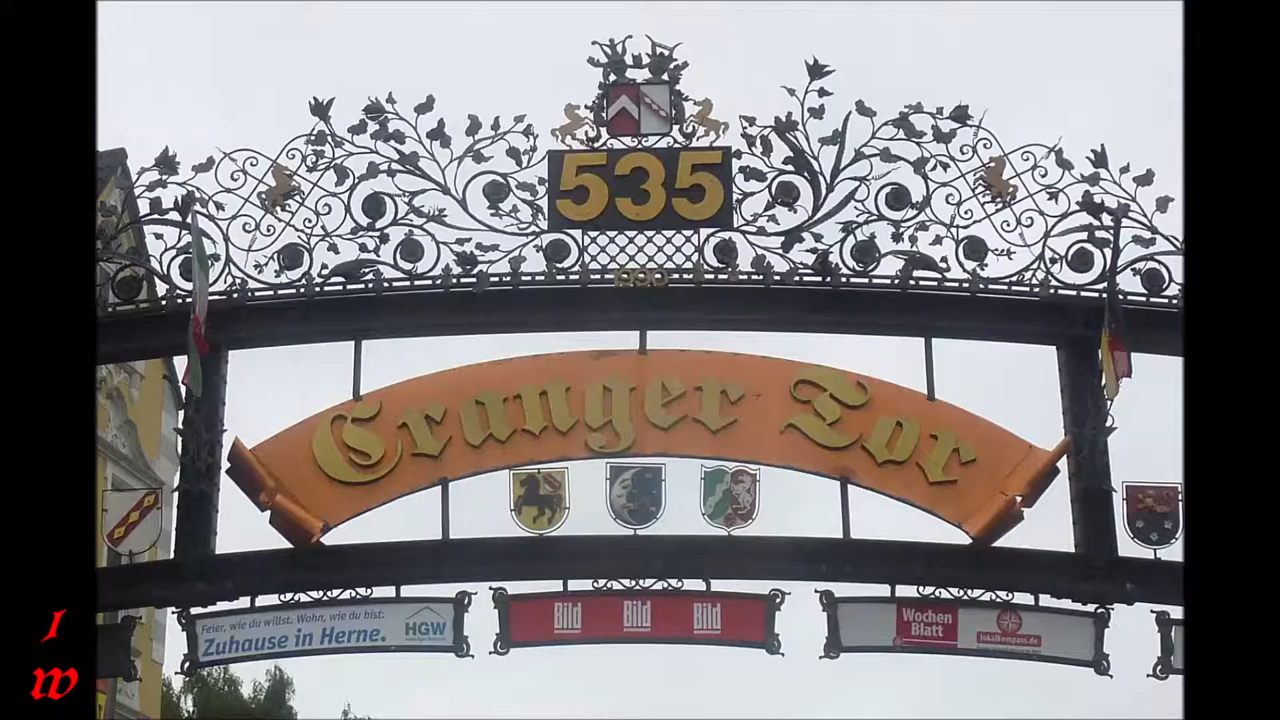 535
1990
Cranger Tor
Feier, wie du willst. Wohn, wie du bist.
Zuhause in Herne.
HGW
Bild Bild Bild
Wochen
Blatt
lokalkompass.de
I
W